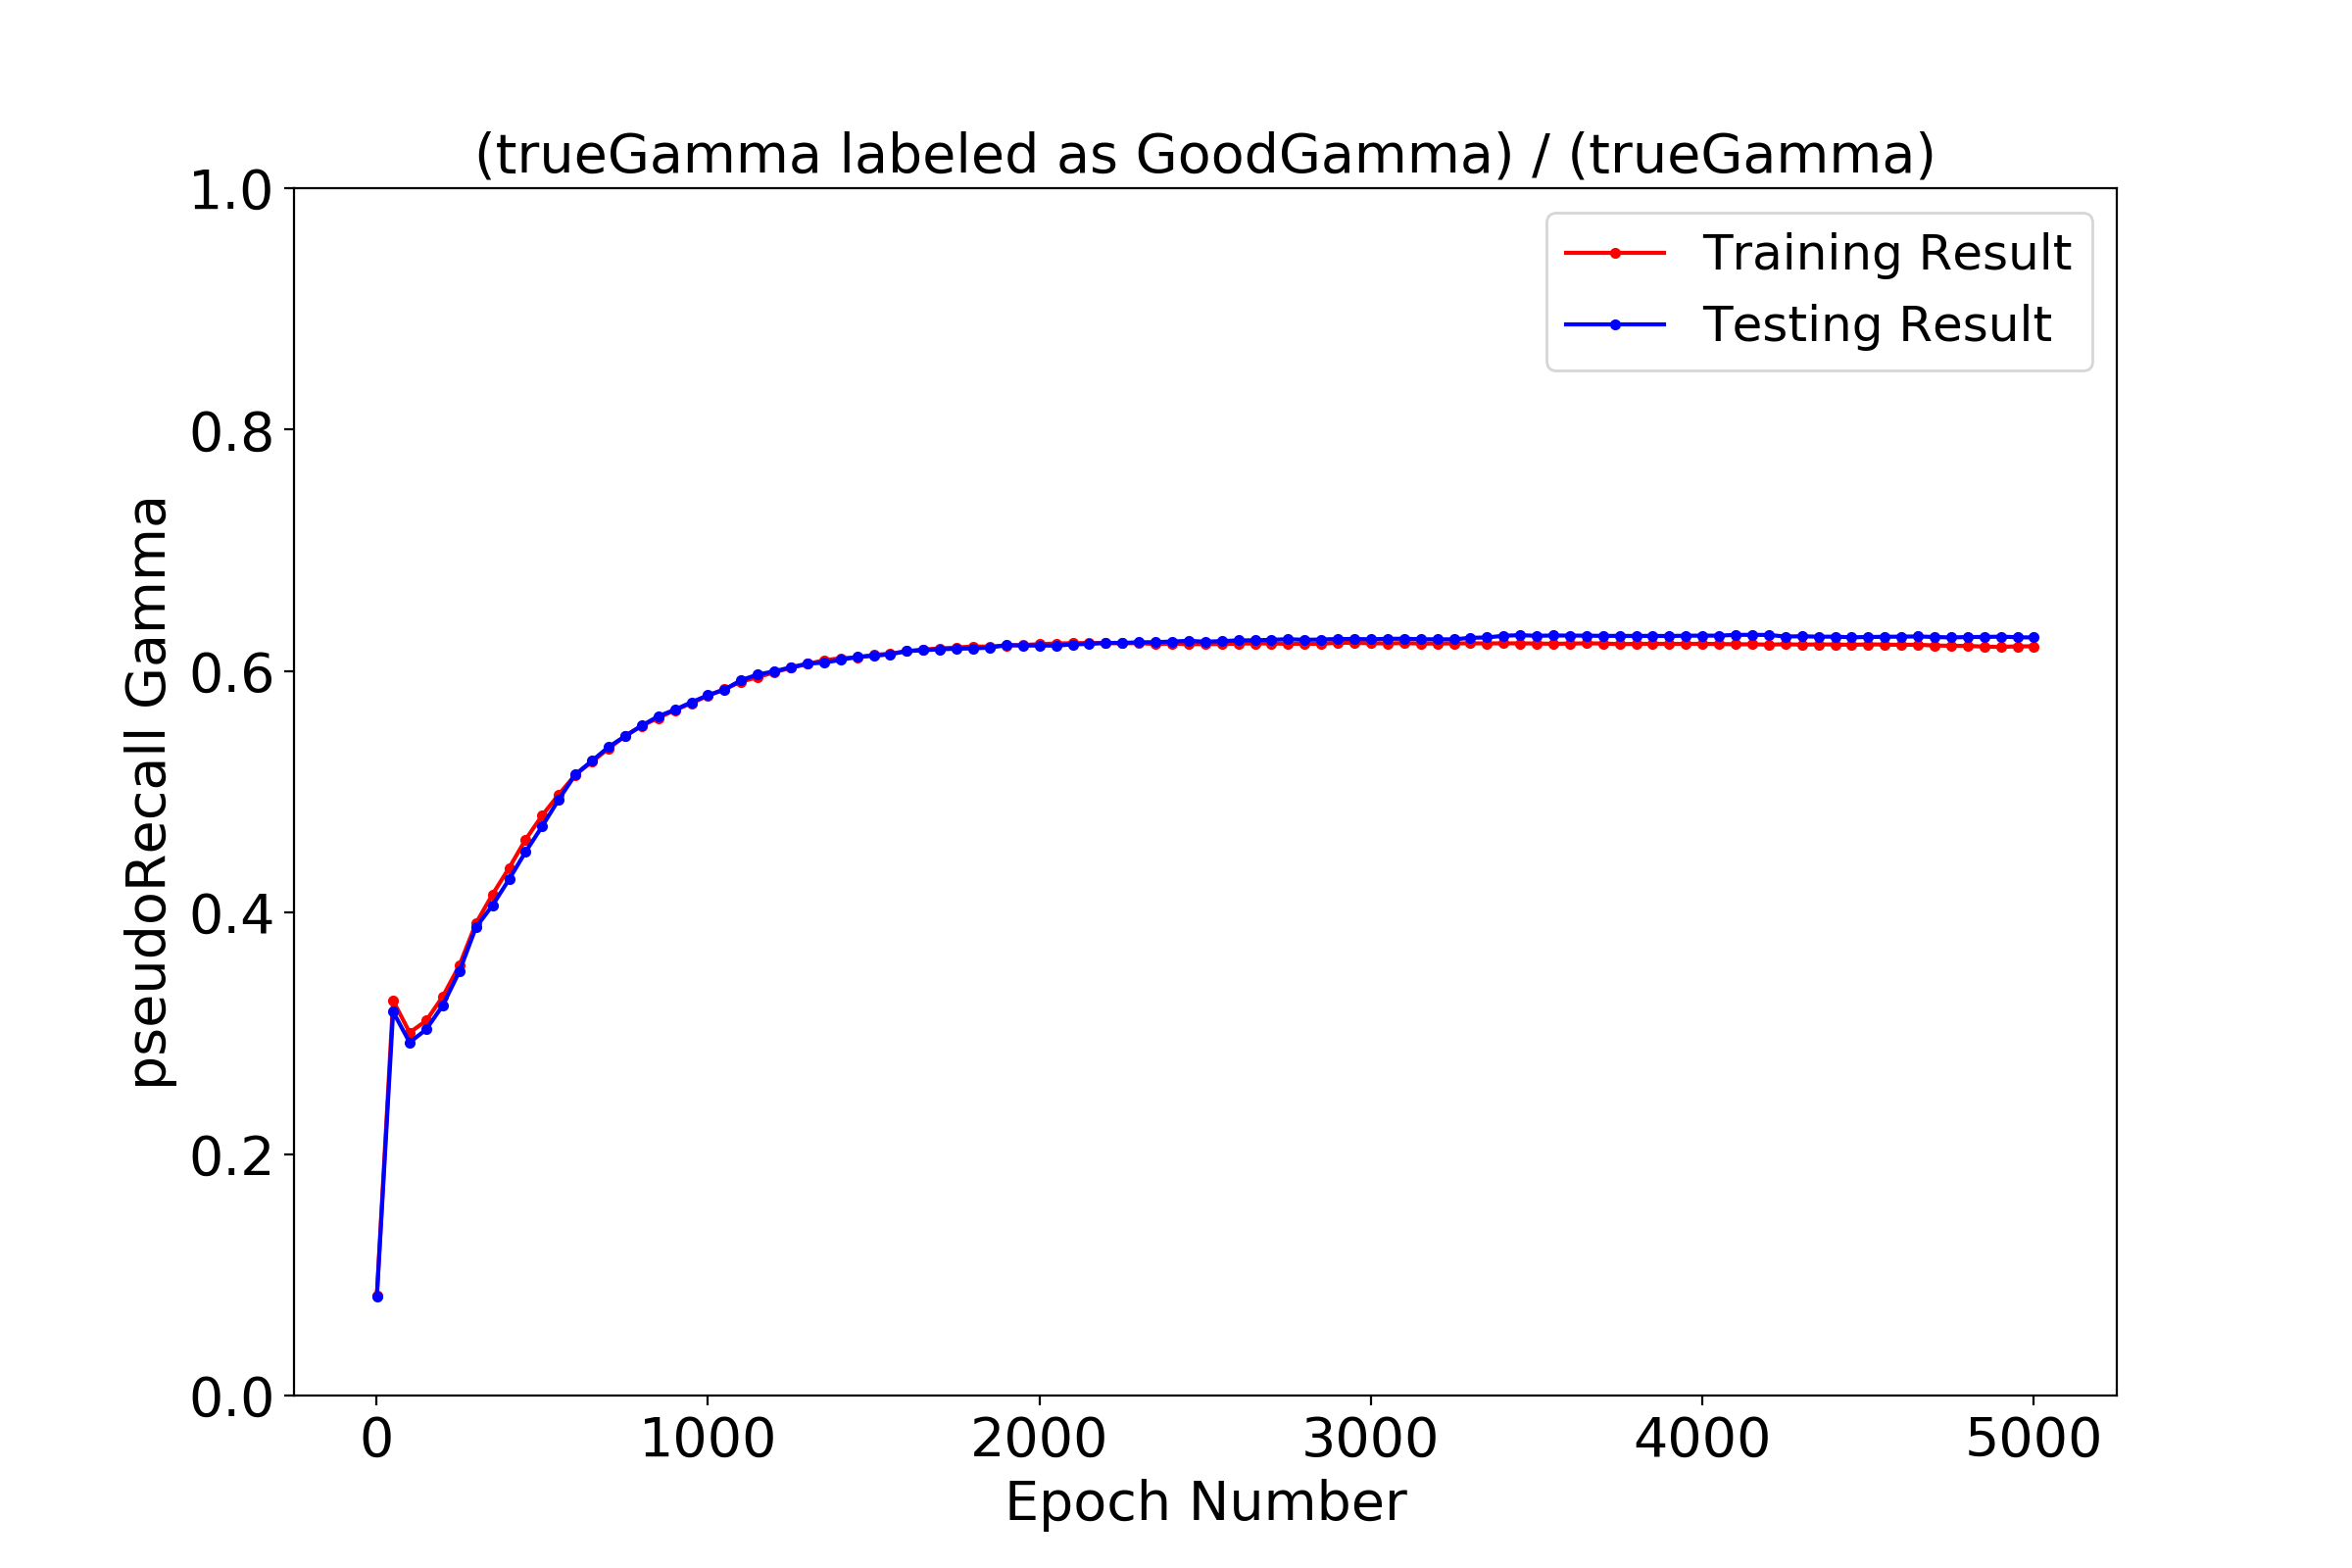 (trueGamma labeled as GoodGamma) / (trueGamma)
1.0
0.8
0.6
0.4
0.2
0.0
pseudoRecall Gamma
Training Result
Testing Result
0 1000 2000 3000 4000 5000
Epoch Number